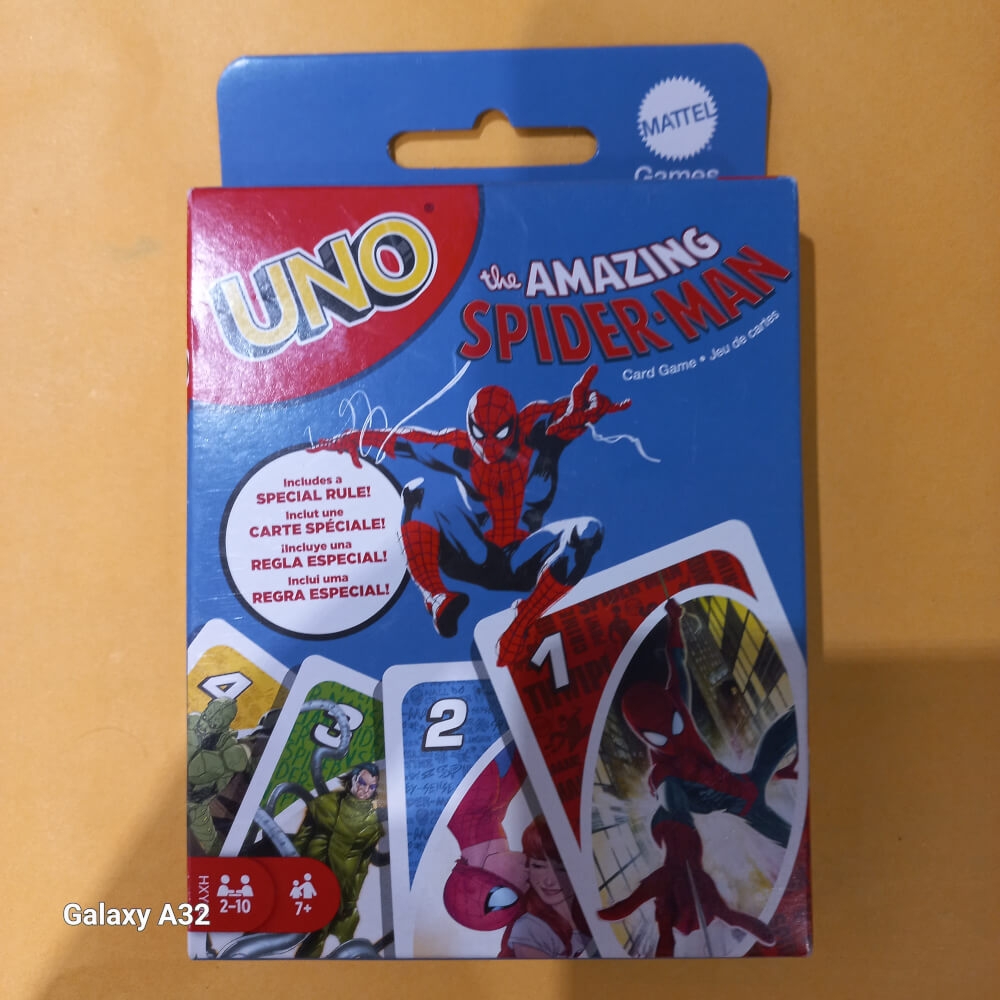 MATTEL
Games
UNO
®
the AMAZING
SPIDER-MAN
Card Game • Jeu de cartes
Includes a
SPECIAL RULE!
Inclut une
CARTE SPÉCIALE!
¡Incluye una
REGLA ESPECIAL!
Inclui uma
REGRA ESPECIAL!
4
3
2
1
HXY
2-10
7+
Galaxy A32